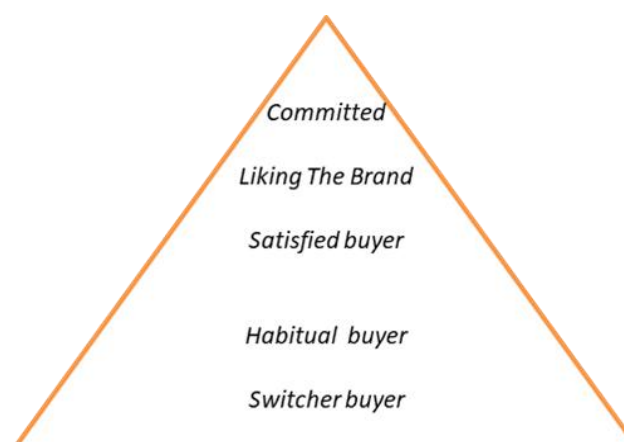 Committed
Liking The Brand
Satisfied buyer
Habitual buyer
Switcher buyer